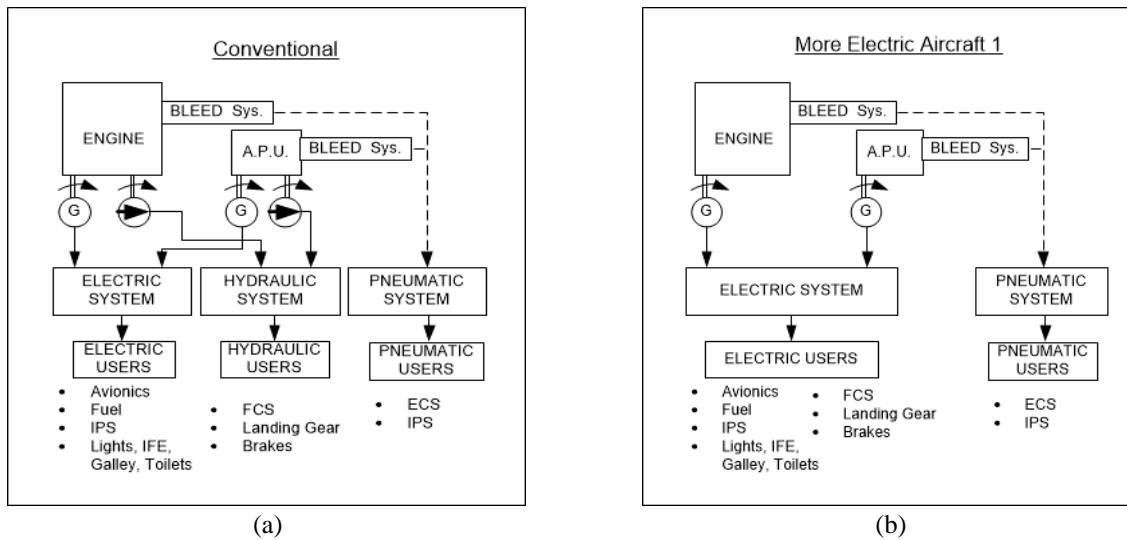 Conventional
BLEED Sys.
ENGINE
A.P.U.
BLEED Sys.
G
G
ELECTRIC
SYSTEM
HYDRAULIC
SYSTEM
PNEUMATIC
SYSTEM
ELECTRIC
USERS
HYDRAULIC
USERS
PNEUMATIC
USERS
• Avionics
• Fuel
• IPS
• Lights, IFE,
Galley, Toilets
• FCS
• Landing Gear
• Brakes
• ECS
• IPS
(a)
More Electric Aircraft 1
BLEED Sys.
ENGINE
A.P.U.
BLEED Sys.
G
G
ELECTRIC SYSTEM
PNEUMATIC
SYSTEM
ELECTRIC USERS
PNEUMATIC
USERS
• Avionics
• Fuel
• IPS
• Lights, IFE,
Galley, Toilets
• FCS
• Landing Gear
• Brakes
• ECS
• IPS
(b)